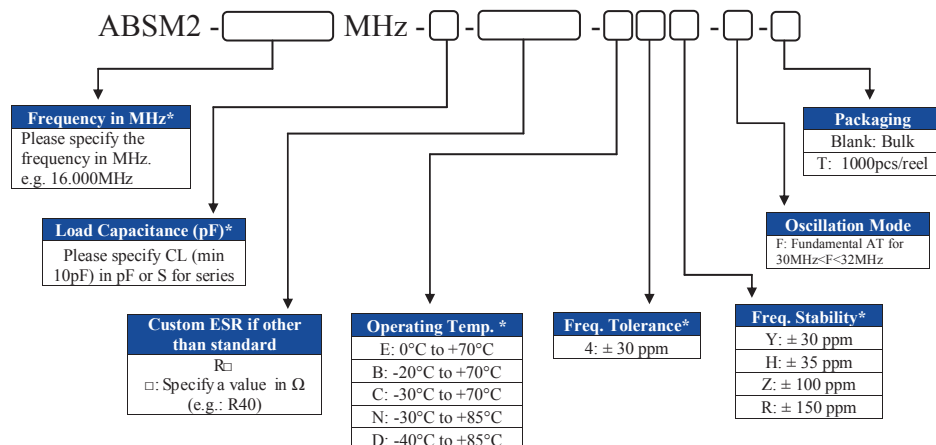 ABSM2 - MHz - - - - -
Frequency in MHz*
Please specify the
frequency in MHz.
e.g. 16.000MHz
Load Capacitance (pF)*
Please specify CL (min
10pF) in pF or S for series
Custom ESR if other
than standard
R□
□: Specify a value in Ω
(e.g.: R40)
Operating Temp. *
E: 0°C to +70°C
B: -20°C to +70°C
C: -30°C to +70°C
N: -30°C to +85°C
D: -40°C to +85°C
Freq. Tolerance*
4: ± 30 ppm
Freq. Stability*
Y: ± 30 ppm
H: ± 35 ppm
Z: ± 100 ppm
R: ± 150 ppm
Oscillation Mode
F: Fundamental AT for
30MHz<F<32MHz
Packaging
Blank: Bulk
T: 1000pcs/reel